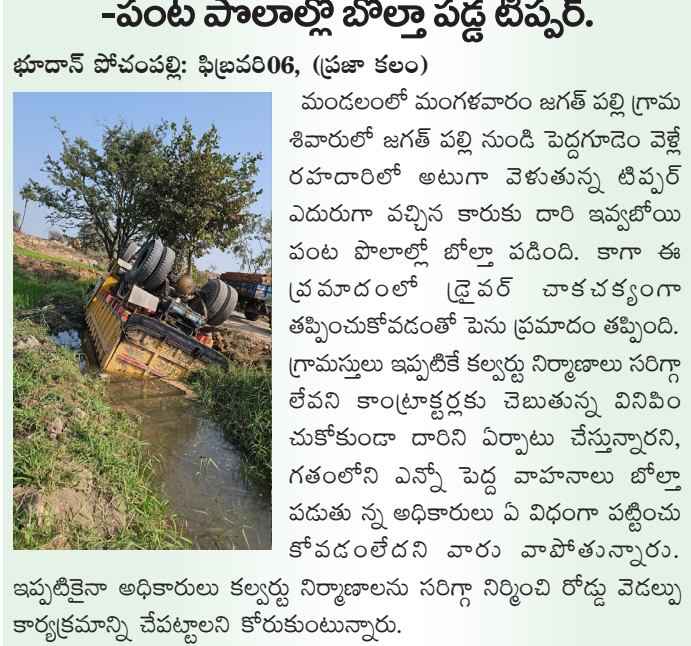 -పంట పొలాల్లో బోల్తా పడ్డ టిప్పర్.
భూదాన్ పోచంపల్లి: ఫిబ్రవరి06, (ప్రజా కలం)
మండలంలో మంగళవారం జగత్ పల్లి గ్రామ
శివారులో జగత్ పల్లి నుండి పెద్దగూడెం వెళ్లే
రహదారిలో అటుగా వెళుతున్న టిప్పర్
ఎదురుగా వచ్చిన కారుకు దారి ఇవ్వబోయి
పంట పొలాల్లో బోల్తా పడింది. కాగా ఈ
ప్రమాదంలో డ్రైవర్ చాకచక్యంగా
తప్పించుకోవడంతో పెను ప్రమాదం తప్పింది.
గ్రామస్తులు ఇప్పటికే కల్వర్టు నిర్మాణాలు సరిగ్గా
లేవని కాంట్రాక్టర్లకు చెబుతున్న వినిపిం
చుకోకుండా దారిని ఏర్పాటు చేస్తున్నారని,
గతంలోని ఎన్నో పెద్ద వాహనాలు బోల్తా
పడుతు న్న అధికారులు ఏ విధంగా పట్టించు
కోవడంలేదని వారు వాపోతున్నారు.
ఇప్పటికైనా అధికారులు కల్వర్టు నిర్మాణాలను సరిగ్గా నిర్మించి రోడ్డు వెడల్పు
కార్యక్రమాన్ని చేపట్టాలని కోరుకుంటున్నారు.